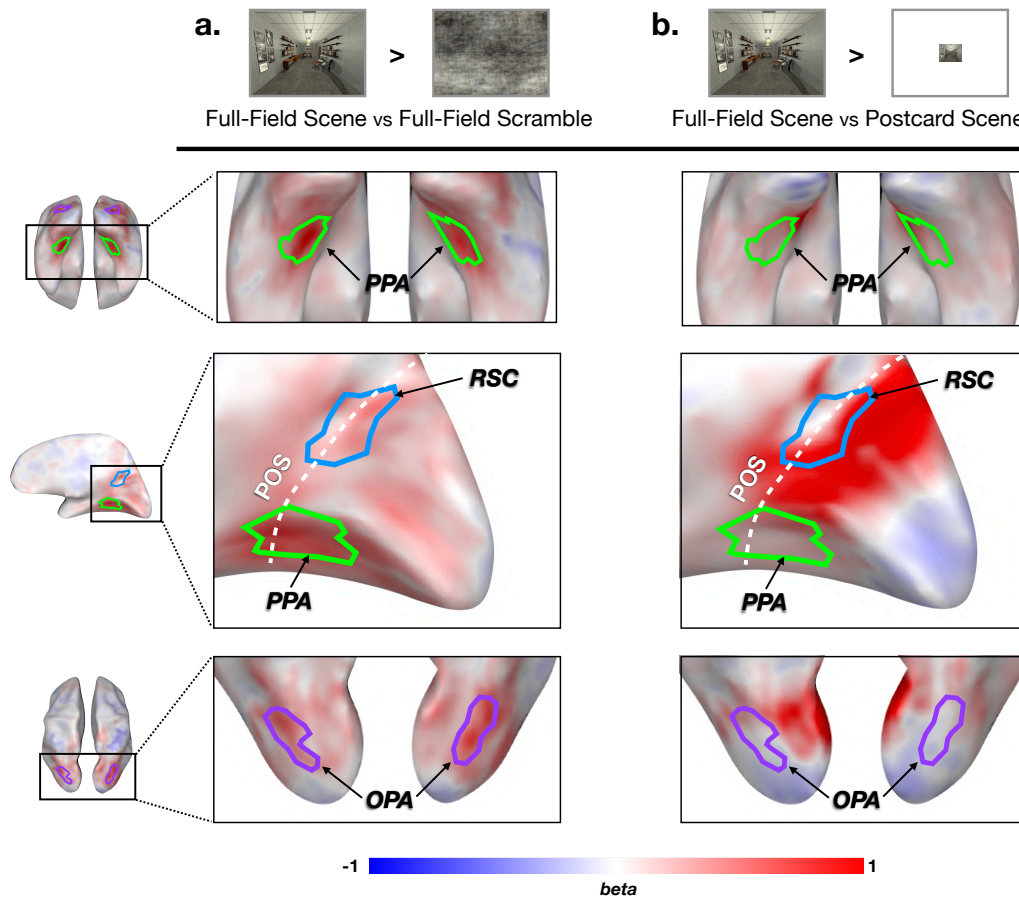 a.
>
b.
>
Full-Field Scene vs Full-Field Scramble
Full-Field Scene vs Postcard Scene
PPA
PPA
RSC
RSC
POS
POS
PPA
PPA
OPA
OPA
-1
1
beta